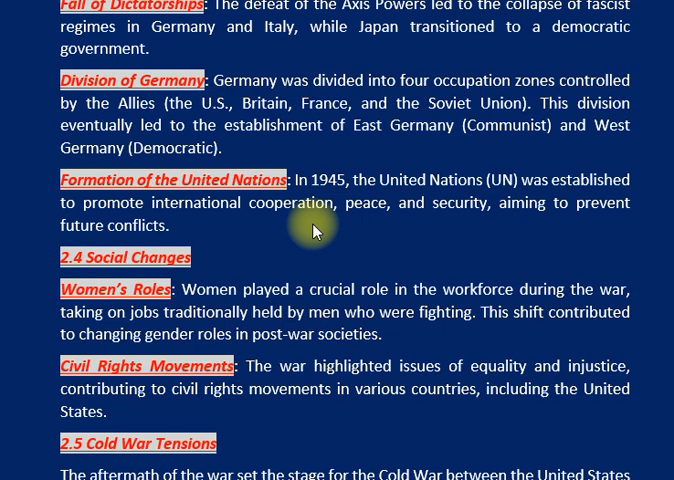 Fall of Dictatorships: The defeat of the Axis Powers led to the collapse of fascist
regimes in Germany and Italy, while Japan transitioned to a democratic
government.
Division of Germany: Germany was divided into four occupation zones controlled
by the Allies (the U.S., Britain, France, and the Soviet Union). This division
eventually led to the establishment of East Germany (Communist) and West
Germany (Democratic).
Formation of the United Nations: In 1945, the United Nations (UN) was established
to promote international cooperation, peace, and security, aiming to prevent
future conflicts.
2.4 Social Changes
Women’s Roles: Women played a crucial role in the workforce during the war,
taking on jobs traditionally held by men who were fighting. This shift contributed
to changing gender roles in post-war societies.
Civil Rights Movements: The war highlighted issues of equality and injustice,
contributing to civil rights movements in various countries, including the United
States.
2.5 Cold War Tensions
The aftermath of the war set the stage for the Cold War between the United States